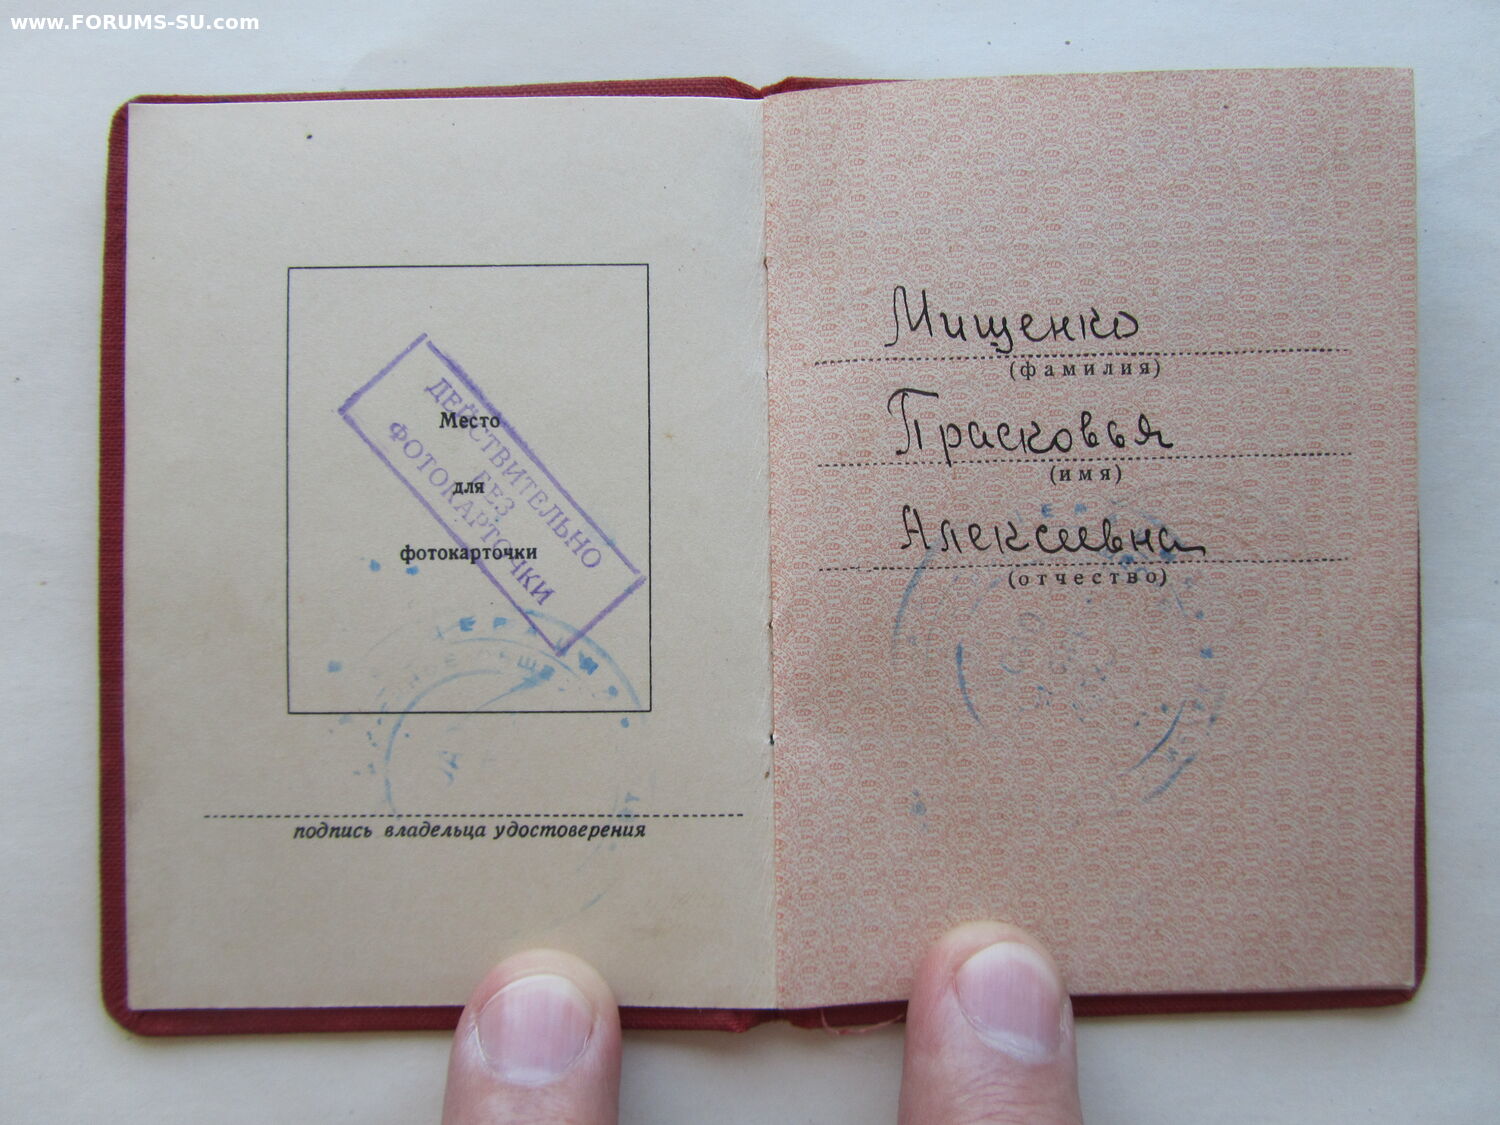 www.FORUMS-SU.com
Место
для
фотокарточки
ДЕЙСТВИТЕЛЬНО
БЕЗ
ФОТОКАРТОЧКИ
подпись владельца удостоверения
Мищенко
(фамилия)
Прасковья
(имя)
Алексеевна
(отчество)